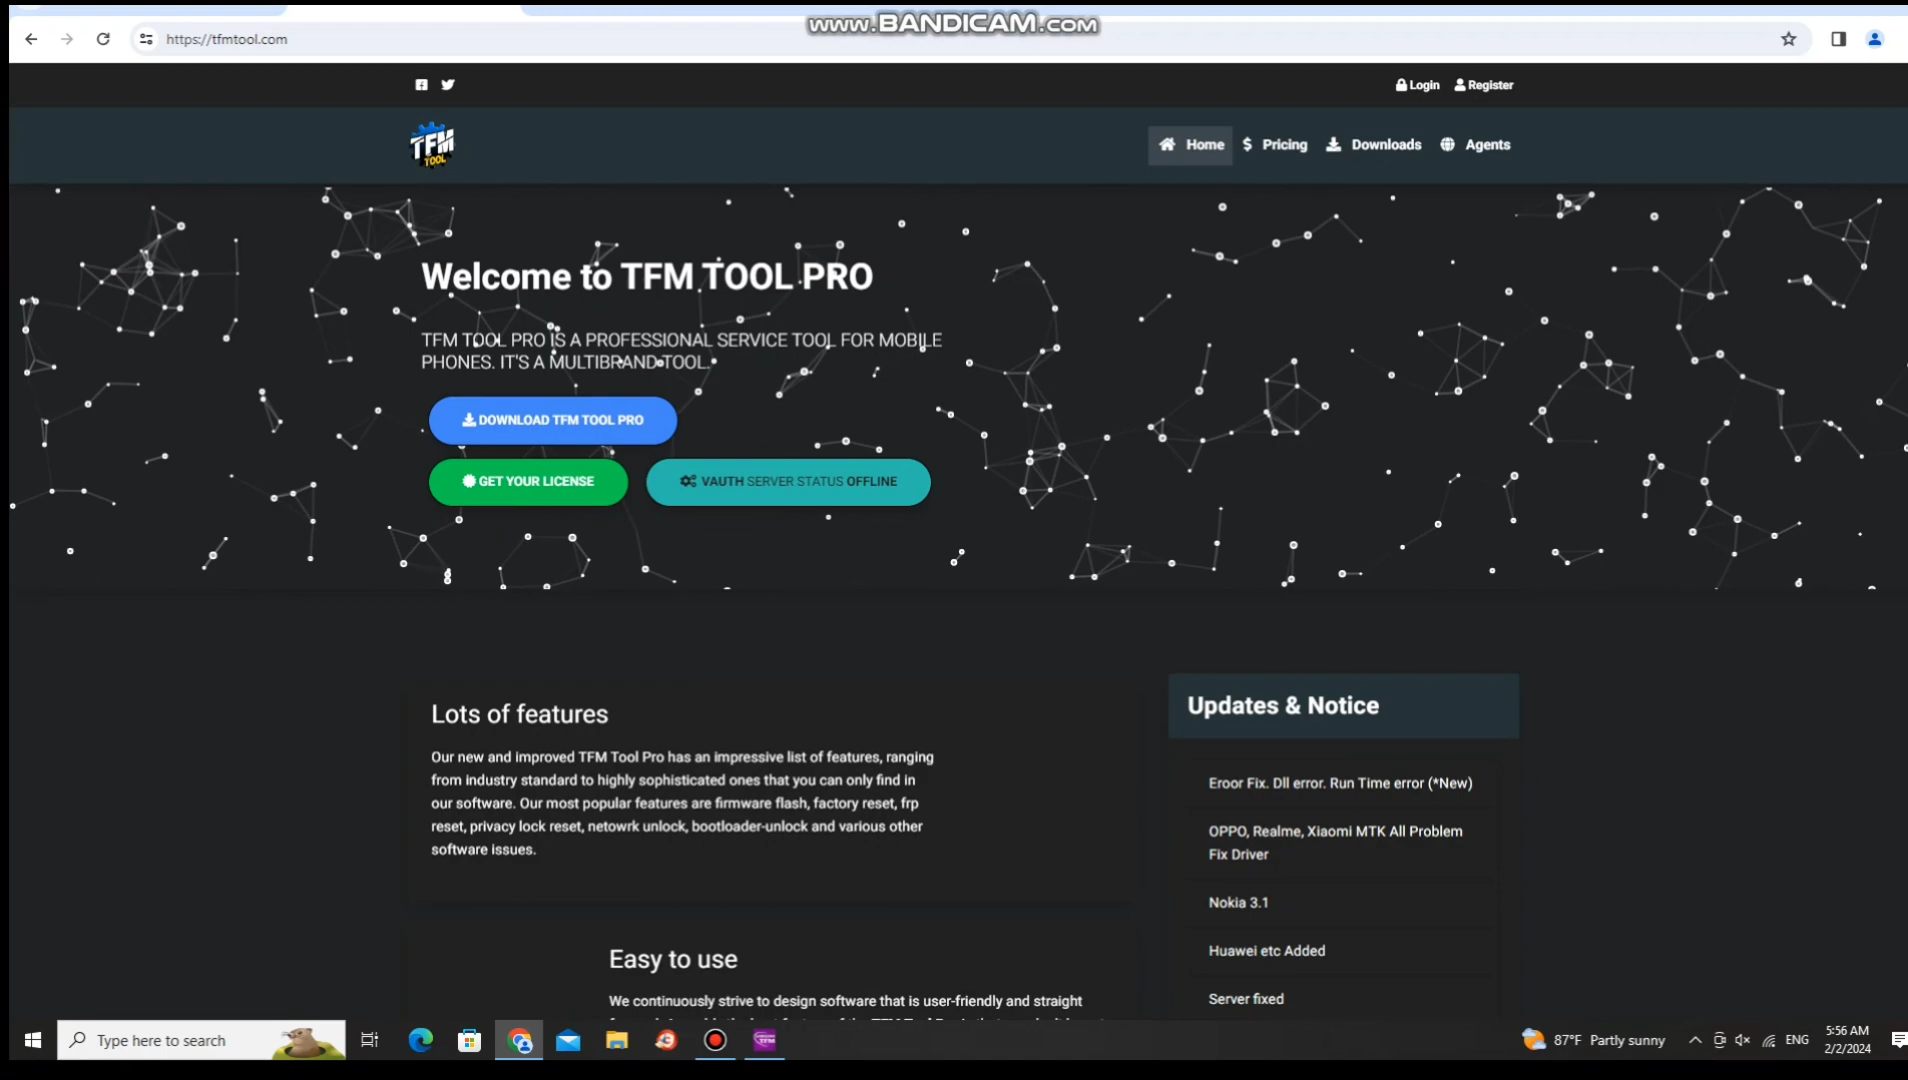 www.BANDICAM.com
https://tfmtool.com
Login Register
TFM
TOOL
Home Pricing Downloads Agents
Welcome to TFM TOOL PRO
TFM TOOL PRO IS A PROFESSIONAL SERVICE TOOL FOR MOBILE
PHONES. IT'S A MULTIBRAND TOOL.
DOWNLOAD TFM TOOL PRO
GET YOUR LICENSE
VAUTH SERVER STATUS OFFLINE
Lots of features
Our new and improved TFM Tool Pro has an impressive list of features, ranging
from industry standard to highly sophisticated ones that you can only find in
our software. Our most popular features are firmware flash, factory reset, frp
reset, privacy lock reset, netowrk unlock, bootloader-unlock and various other
software issues.
Easy to use
We continuously strive to design software that is user-friendly and straight
Updates & Notice
Eroor Fix. Dll error. Run Time error (*New)
OPPO, Realme, Xiaomi MTK All Problem
Fix Driver
Nokia 3.1
Huawei etc Added
Server fixed
Type here to search
TFM
87°F Partly sunny
ENG
5:56 AM
2/2/2024